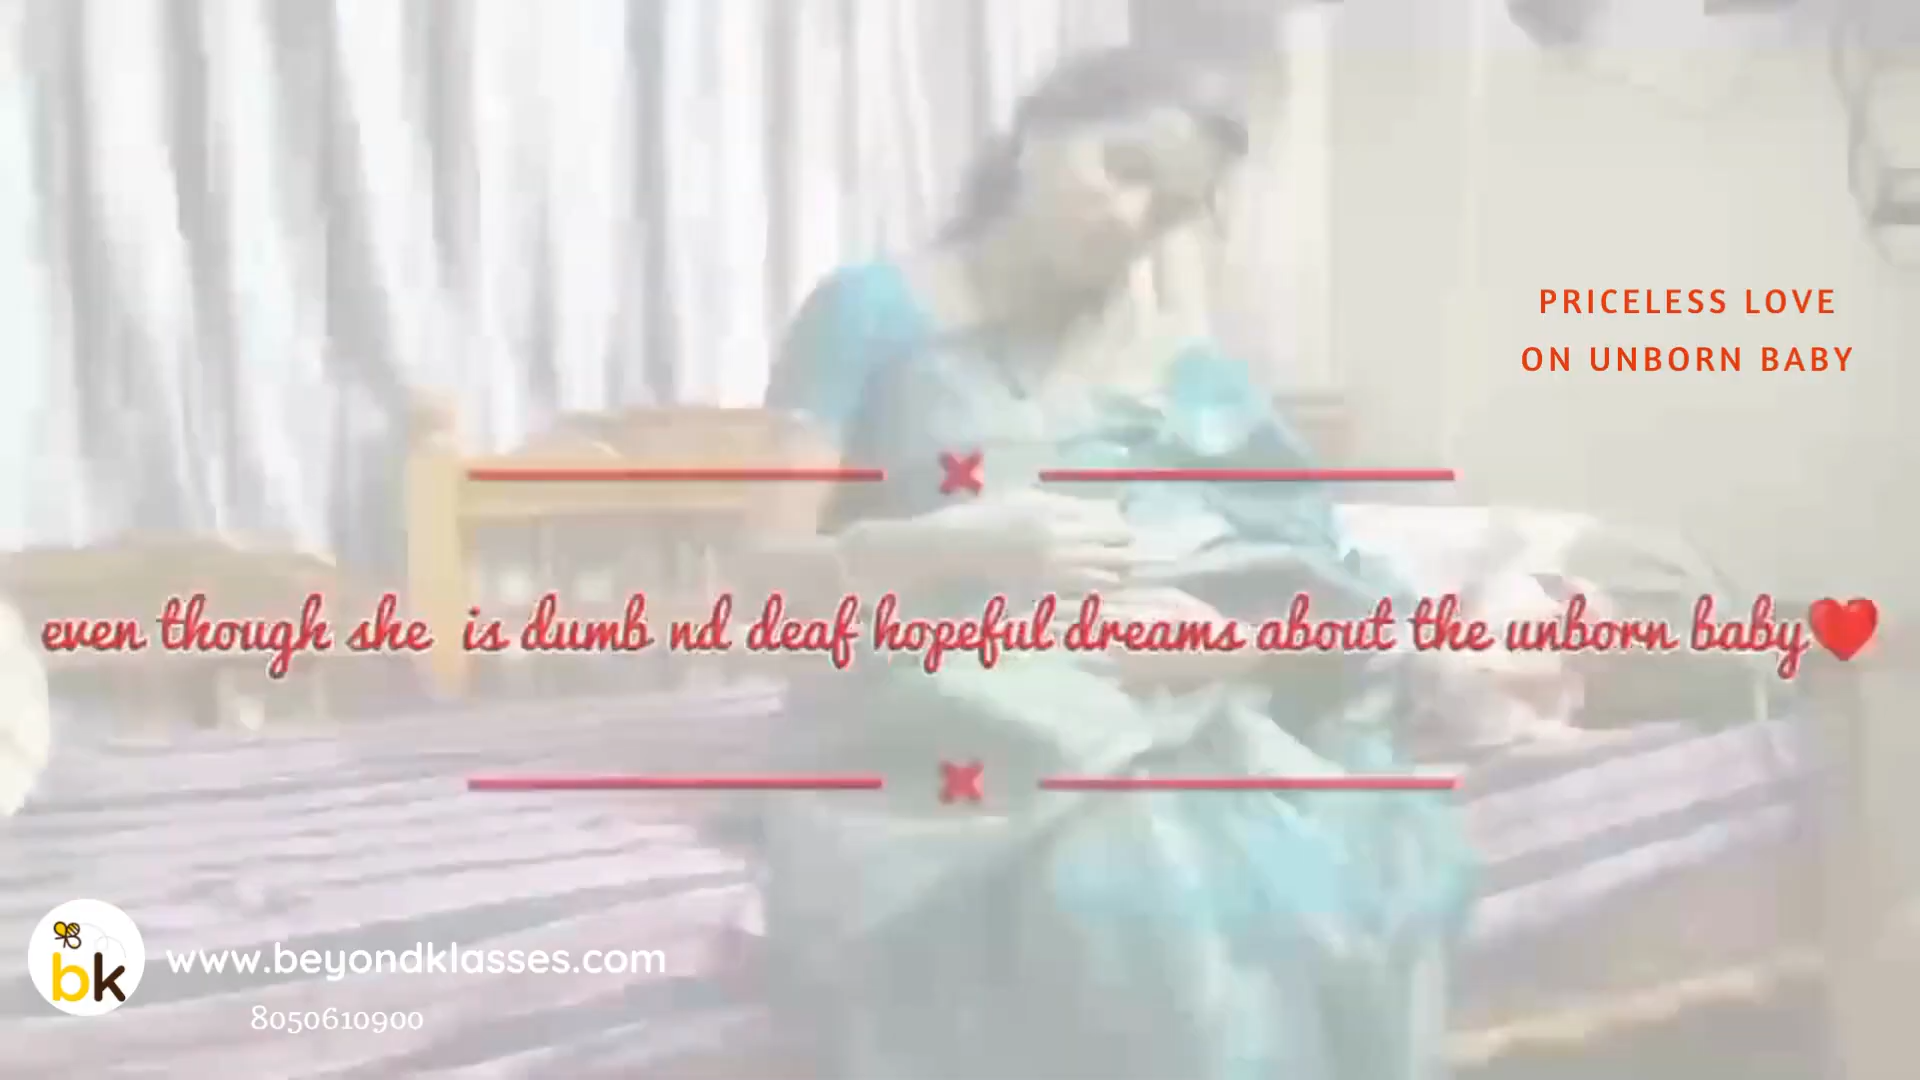 PRICELESS LOVE
ON UNBORN BABY
even though she is dumb nd deaf hopeful dreams about the unborn baby❤️
bk
www.beyondklasses.com
8050610900